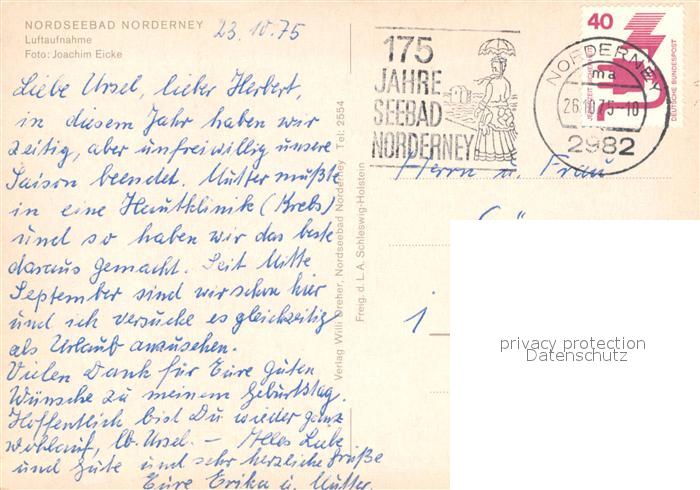 NORDSEEBAD NORDERNEY
Luftaufnahme
Foto: Joachim Eicke
23.10.75
Liebe Ursel, lieber Herbert,
in diesem Jahr haben wir
zeitig, aber unfreiwillig unsere
Saison beendet. Mutter mußte
in eine Hautklinik (Krebs)
und so haben wir das beste
daraus gemacht. Seit Mitte
September sind wir schon hier
und ich versuche es gleichzeitig
als Urlaub anzusehen.
Vielen Dank für Eure guten
Wünsche zu meinem Geburtstag.
Hoffentlich bist Du wieder ganz
wohlauf, lb. Ursel. – Alles Liebe
und Gute und sehr herzliche Grüße
Eure Erika u. Mutter.
Verlag Willi Dreher, Nordseebad Norderney Tel: 2554
Freig. d. L.A. Schleswig-Holstein
175
JAHRE
SEEBAD
NORDERNEY
40
DEUTSCHE BUNDESPOST
NORDERNEY
ma
26.10.75-10
2982
Herrn u. Frau
i
privacy protection
Datenschutz